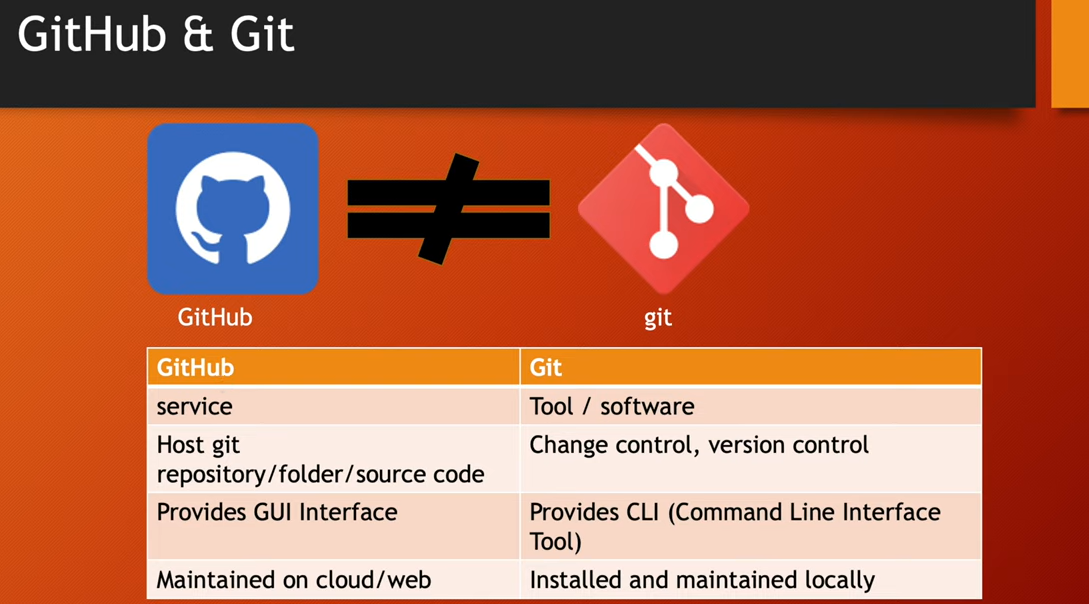 GitHub & Git
GitHub
git
GitHub
Git
service
Tool / software
Host git
repository/folder/source code
Change control, version control
Provides GUI Interface
Provides CLI (Command Line Interface
Tool)
Maintained on cloud/web
Installed and maintained locally